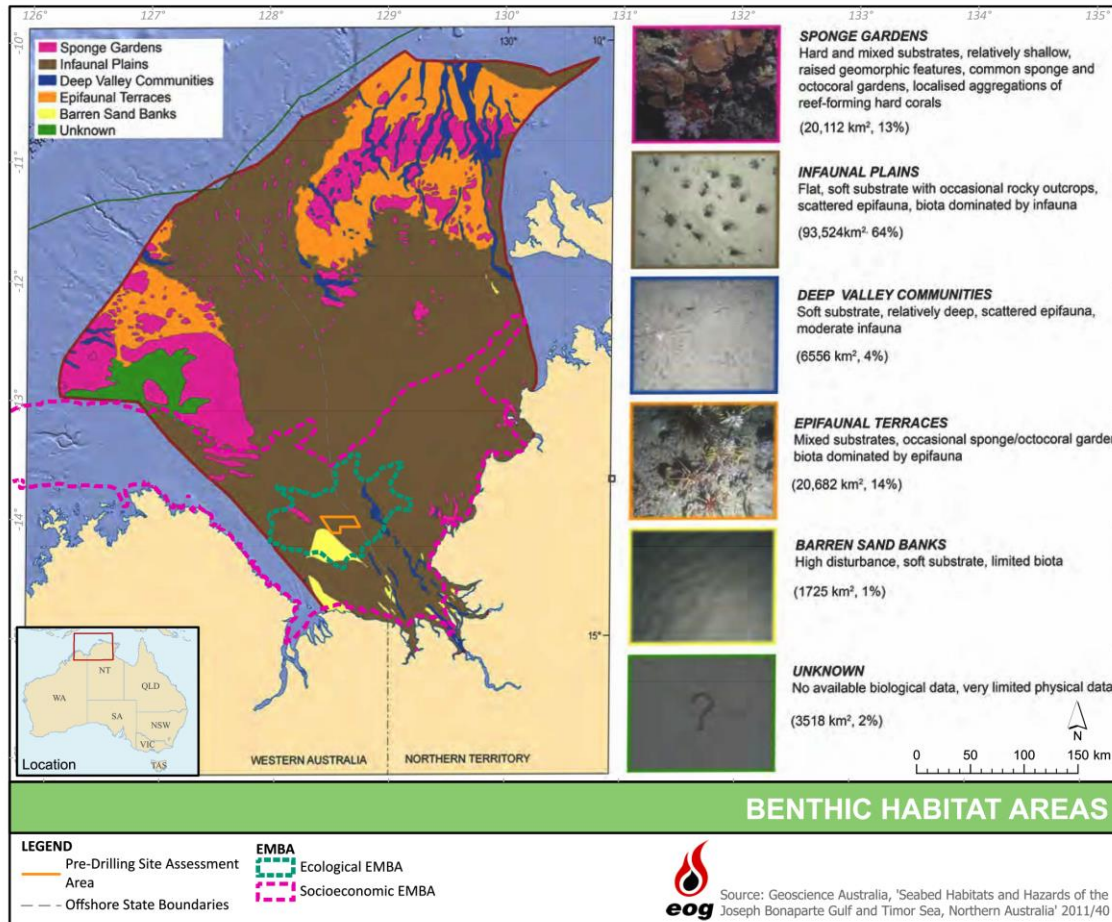 126°
127°
128°
129°
130°
131°
132°
133°
134°
135°
-10°
-11°
-12°
-13°
-14°
130°
10°
Sponge Gardens
Infaunal Plains
Deep Valley Communities
Epifaunal Terraces
Barren Sand Banks
Unknown
15°
WESTERN AUSTRALIA
NORTHERN TERRITORY
WA
NT
QLD
SA
NSW
VIC
TAS
Location
SPONGE GARDENS
Hard and mixed substrates, relatively shallow,
raised geomorphic features, common sponge and
octocoral gardens, localised aggregations of
reef-forming hard corals
(20,112 km², 13%)
INFAUNAL PLAINS
Flat, soft substrate with occasional rocky outcrops,
scattered epifauna, biota dominated by infauna
(93,524km², 64%)
DEEP VALLEY COMMUNITIES
Soft substrate, relatively deep, scattered epifauna,
moderate infauna
(6556 km², 4%)
EPIFAUNAL TERRACES
Mixed substrates, occasional sponge/octocoral garden
biota dominated by epifauna
(20,682 km², 14%)
BARREN SAND BANKS
High disturbance, soft substrate, limited biota
(1725 km², 1%)
?
UNKNOWN
No available biological data, very limited physical data
(3518 km², 2%)
N
0 50 100 150 km
BENTHIC HABITAT AREAS
LEGEND
Pre-Drilling Site Assessment
Area
Offshore State Boundaries
EMBA
Ecological EMBA
Socioeconomic EMBA
eog
Source: Geoscience Australia, 'Seabed Habitats and Hazards of the
Joseph Bonaparte Gulf and Timor Sea, Northern Australia' 2011/40